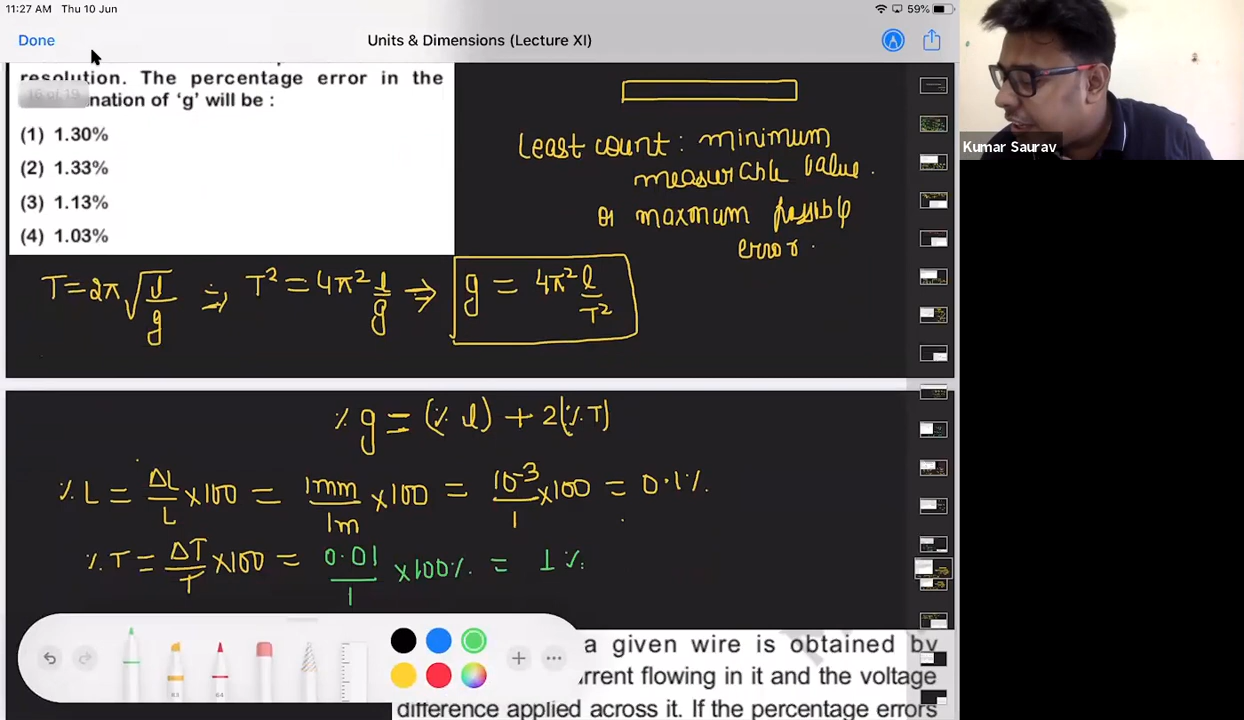 11:27 AM Thu 10 Jun
59%
Done
Units & Dimensions (Lecture XI)
resolution. The percentage error in the
16 of 19
nation of 'g' will be :
(1) 1.30%
(2) 1.33%
(3) 1.13%
(4) 1.03%
Least count : minimum
measurable value.
or maxmum possible
error.
T = 2π√(l/g) ⇒ T² = 4π² l/g ⇒ g = 4π² l/T²
% g = (% l) + 2(% T)
% L = ΔL/L × 100 = 1mm/1m × 100 = 10⁻³/1 × 100 = 0.1%
% T = ΔT/T × 100 = 0.01/1 × 100% = 1%
a given wire is obtained by
rrent flowing in it and the voltage
difference applied across it. If the percentage errors
Kumar Saurav